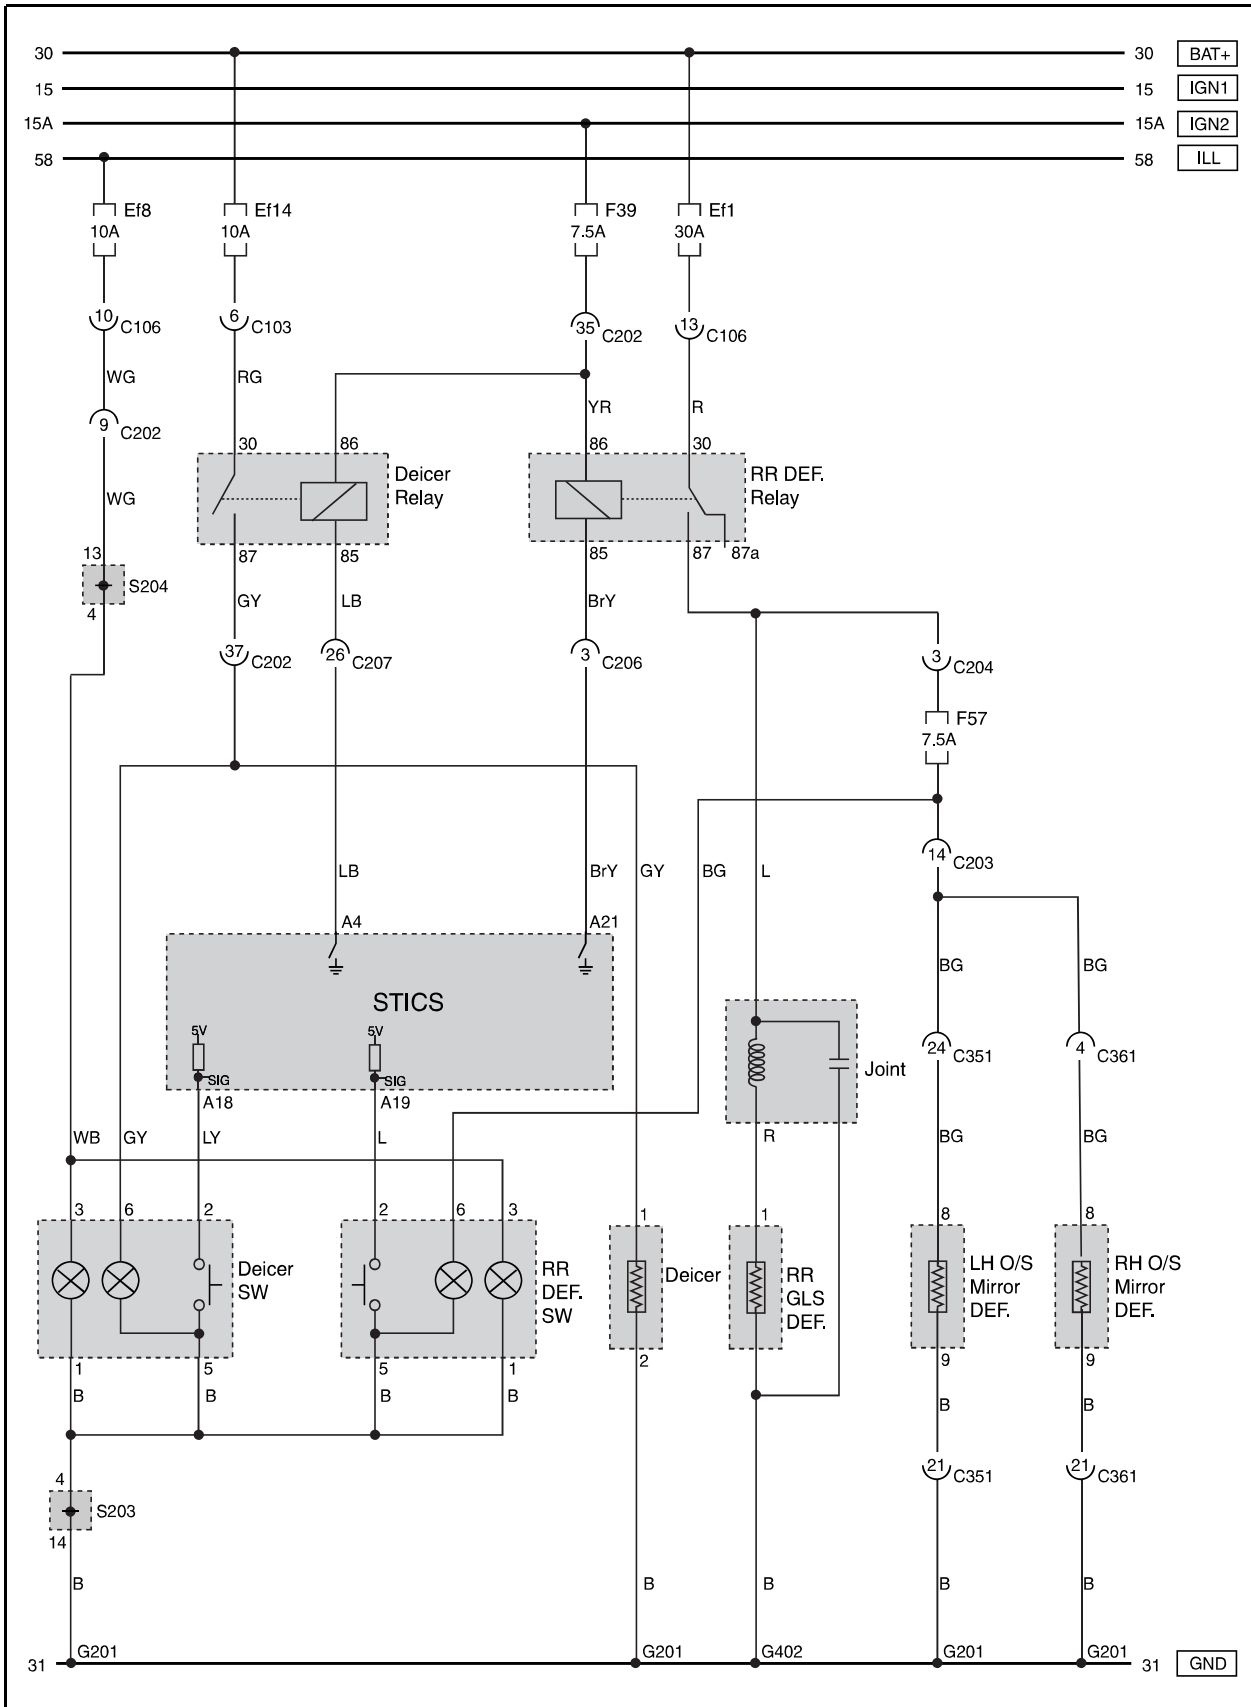 30
30
BAT+
15
15
IGN1
15A
15A
IGN2
58
58
ILL
Ef8
10A
Ef14
10A
F39
7.5A
Ef1
30A
10
C106
6
C103
35
C202
13
C106
WG
RG
YR
R
9
C202
30
86
Deicer
Relay
86
30
RR DEF.
Relay
WG
87
85
85
87
87a
13
S204
4
GY
LB
BrY
37
C202
26
C207
3
C206
3
C204
F57
7.5A
14
C203
LB
BrY
GY
BG
L
A4
A21
BG
BG
STICS
5V
SIG
5V
SIG
A18
A19
Joint
24
C351
4
C361
WB
GY
LY
L
R
BG
BG
3
6
2
2
6
3
1
1
8
8
Deicer
SW
RR
DEF.
SW
Deicer
RR
GLS
DEF.
LH O/S
Mirror
DEF.
RH O/S
Mirror
DEF.
1
5
5
1
2
9
9
B
B
B
B
B
B
4
S203
14
21
C351
21
C361
B
B
B
B
B
31
G201
G201
G402
G201
G201
31
GND